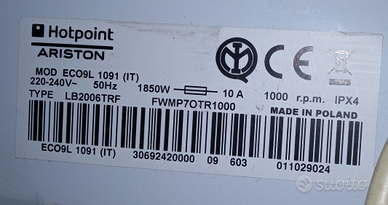 Hotpoint
ARISTON
MOD ECO9L 1091 (IT)
220-240V~ 50Hz 1850W 10 A 1000 r.p.m. IPX4
TYPE LB2006TRF FWMP7OTR1000 MADE IN POLAND
ECO9L 1091 (IT) 30692420000 09 603 011029024
subito